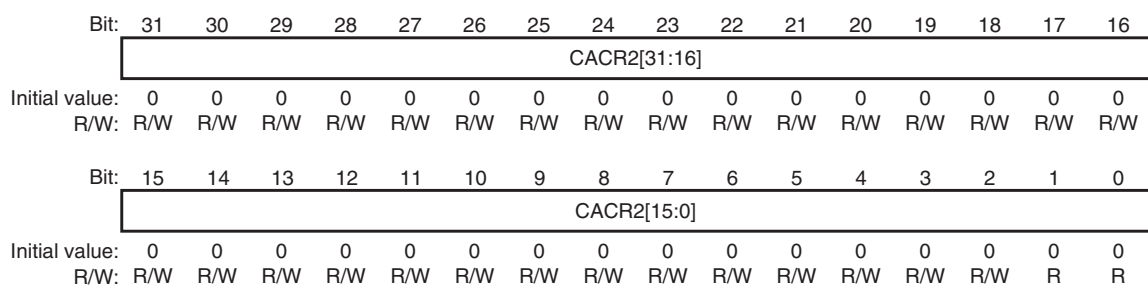 Bit: 31 30 29 28 27 26 25 24 23 22 21 20 19 18 17 16
CACR2[31:16]
Initial value: 0 0 0 0 0 0 0 0 0 0 0 0 0 0 0 0
R/W: R/W R/W R/W R/W R/W R/W R/W R/W R/W R/W R/W R/W R/W R/W R/W R/W
Bit: 15 14 13 12 11 10 9 8 7 6 5 4 3 2 1 0
CACR2[15:0]
Initial value: 0 0 0 0 0 0 0 0 0 0 0 0 0 0 0 0
R/W: R/W R/W R/W R/W R/W R/W R/W R/W R/W R/W R/W R/W R/W R/W R R